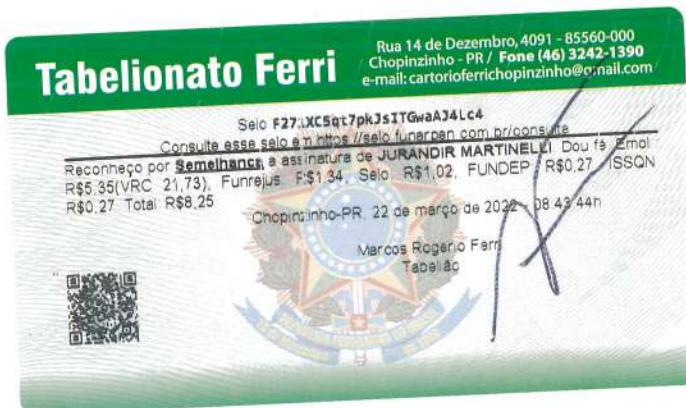 Tabelionato Ferri
Rua 14 de Dezembro, 4091 - 85560-000
Chopinzinho - PR / Fone (46) 3242-1390
e-mail: cartorioferrichopinzinho@gmail.com
Selo
Consulte esse selo em https://selo.funarpen.com.br/consulta
Reconheço por Semelhança, a assinatura de JURANDIR MARTINELLI. Dou fé. Emol
R$5,35(VRC 21,73), Funrejus R$1,34, Selo R$1,02, FUNDEP R$0,27, ISSQN
R$0,27 Total R$8,25
Chopinzinho-PR, 22 de março de 2022 - 08:43:44h
Marcos Rogerio Ferri
Tabelião